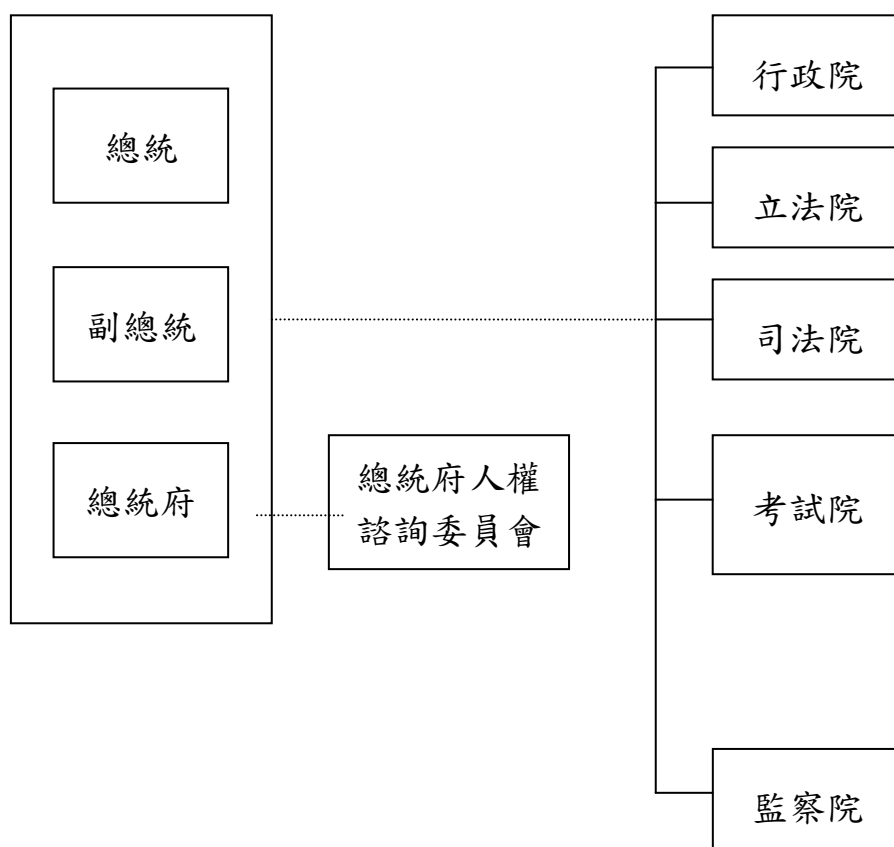 總統
副總統
總統府
總統府人權
諮詢委員會
行政院
立法院
司法院
考試院
監察院